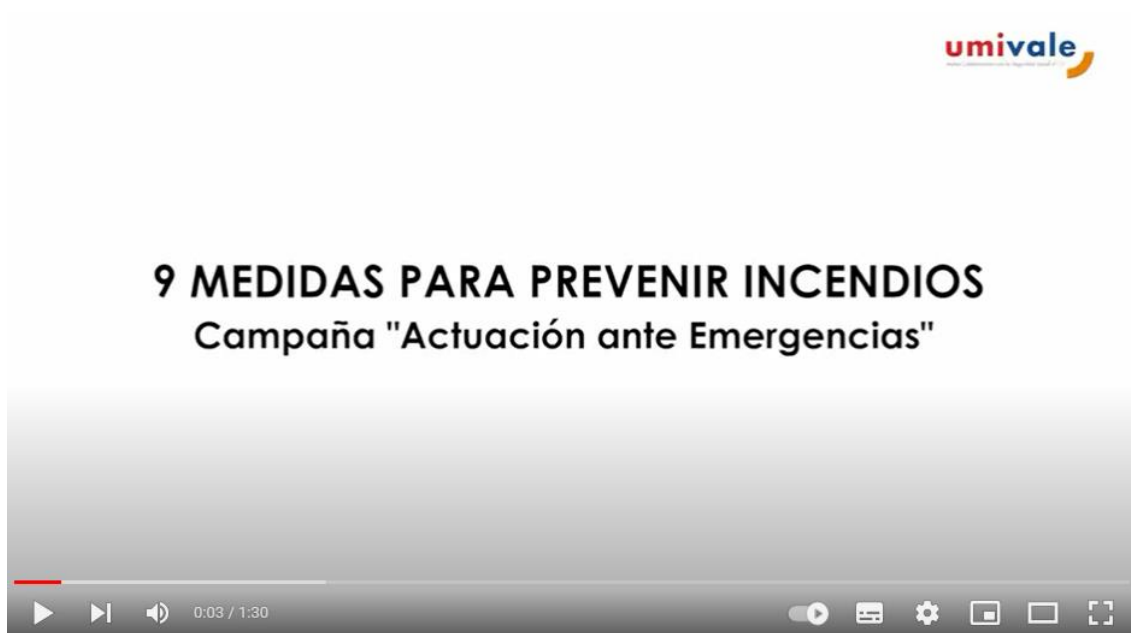 umivale
9 MEDIDAS PARA PREVENIR INCENDIOS
Campaña "Actuación ante Emergencias"
0:03 / 1:30